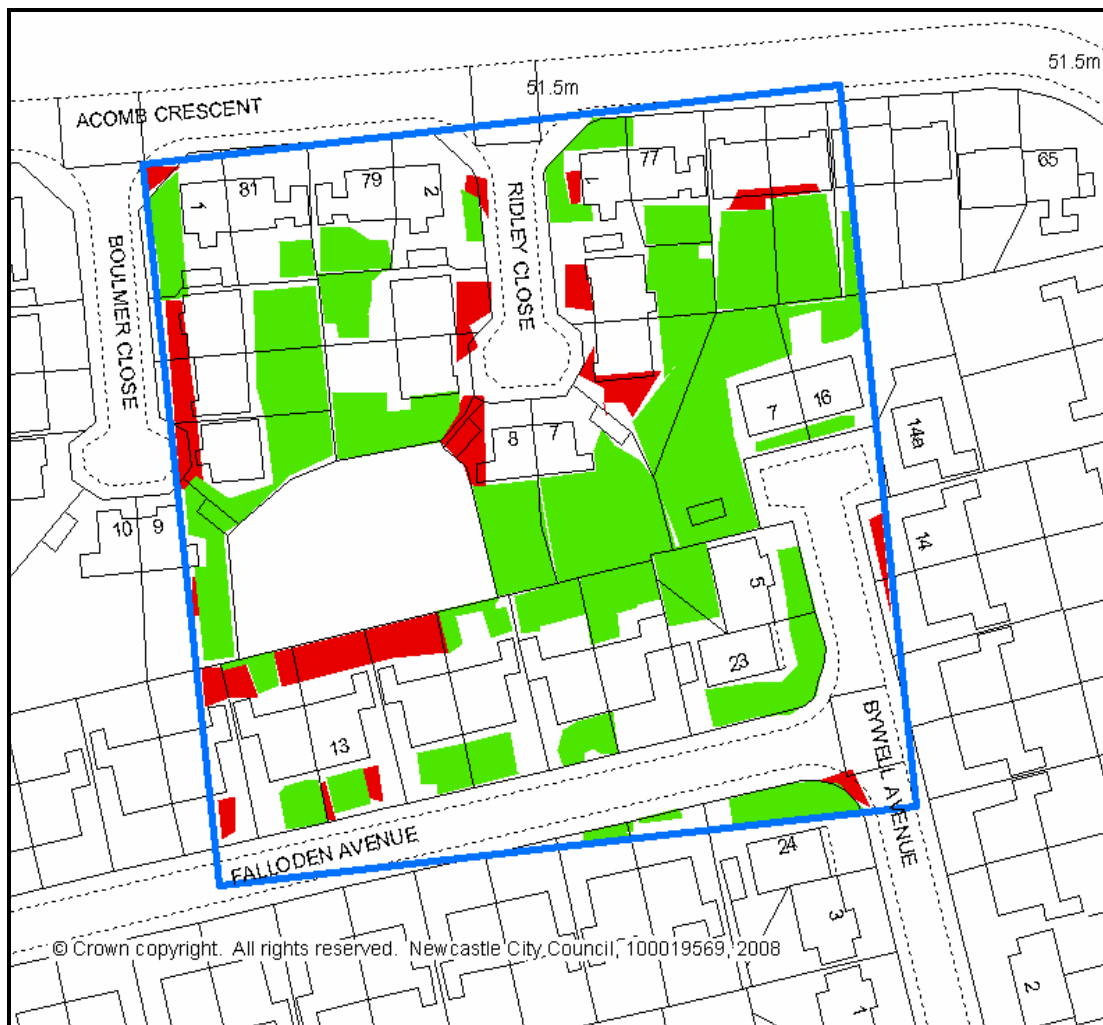 51.5m
51.5m
ACOMB CRESCENT
77
65
81
79
2
1
1
RIDLEY CLOSE
BOULMER CLOSE
7
16
14a
8
7
10
9
14
5
23
13
BYWELL AVENUE
FALLODEN AVENUE
24
3
© Crown copyright. All rights reserved. Newcastle City Council, 100019569, 2008
2
1